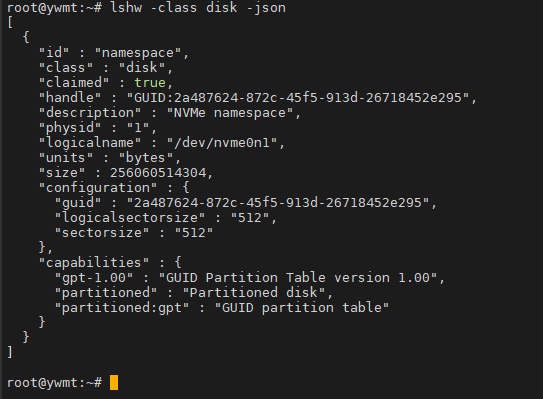 root@ywmt:~# lshw -class disk -json
[
  {
    "id" : "namespace",
    "class" : "disk",
    "claimed" : true,
    "handle" : "GUID:2a487624-872c-45f5-913d-26718452e295",
    "description" : "NVMe namespace",
    "physid" : "1",
    "logicalname" : "/dev/nvme0n1",
    "units" : "bytes",
    "size" : 256060514304,
    "configuration" : {
      "guid" : "2a487624-872c-45f5-913d-26718452e295",
      "logicalsectorsize" : "512",
      "sectorsize" : "512"
    },
    "capabilities" : {
      "gpt-1.00" : "GUID Partition Table version 1.00",
      "partitioned" : "Partitioned disk",
      "partitioned:gpt" : "GUID partition table"
    }
  }
]
root@ywmt:~#